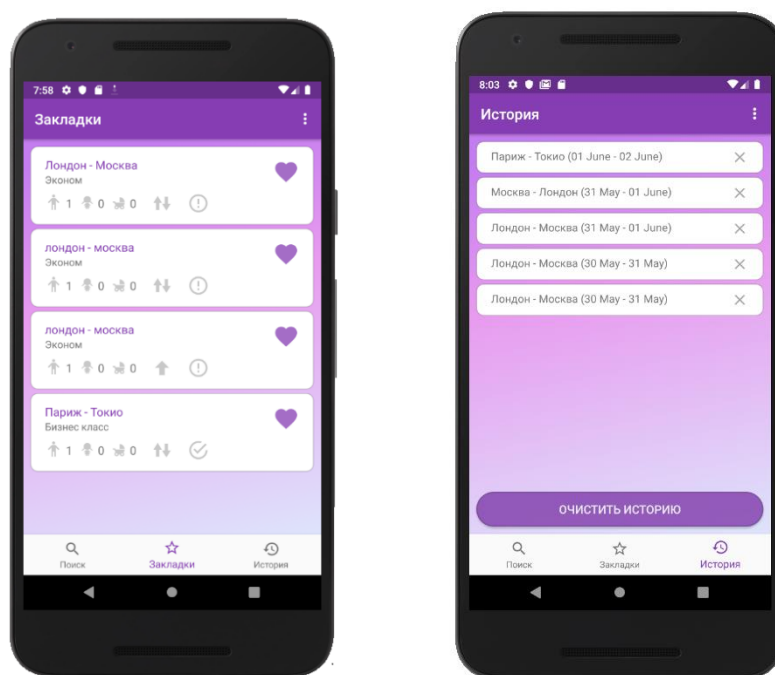 7:58
Закладки
Лондон - Москва
Эконом
1 0 0
лондон - москва
Эконом
1 0 0
лондон - москва
Эконом
1 0 0
Париж - Токио
Бизнес класс
1 0 0
Поиск Закладки История
8:03
История
Париж - Токио (01 June - 02 June)
Москва - Лондон (31 May - 01 June)
Лондон - Москва (31 May - 01 June)
Лондон - Москва (30 May - 31 May)
Лондон - Москва (30 May - 31 May)
ОЧИСТИТЬ ИСТОРИЮ
Поиск Закладки История